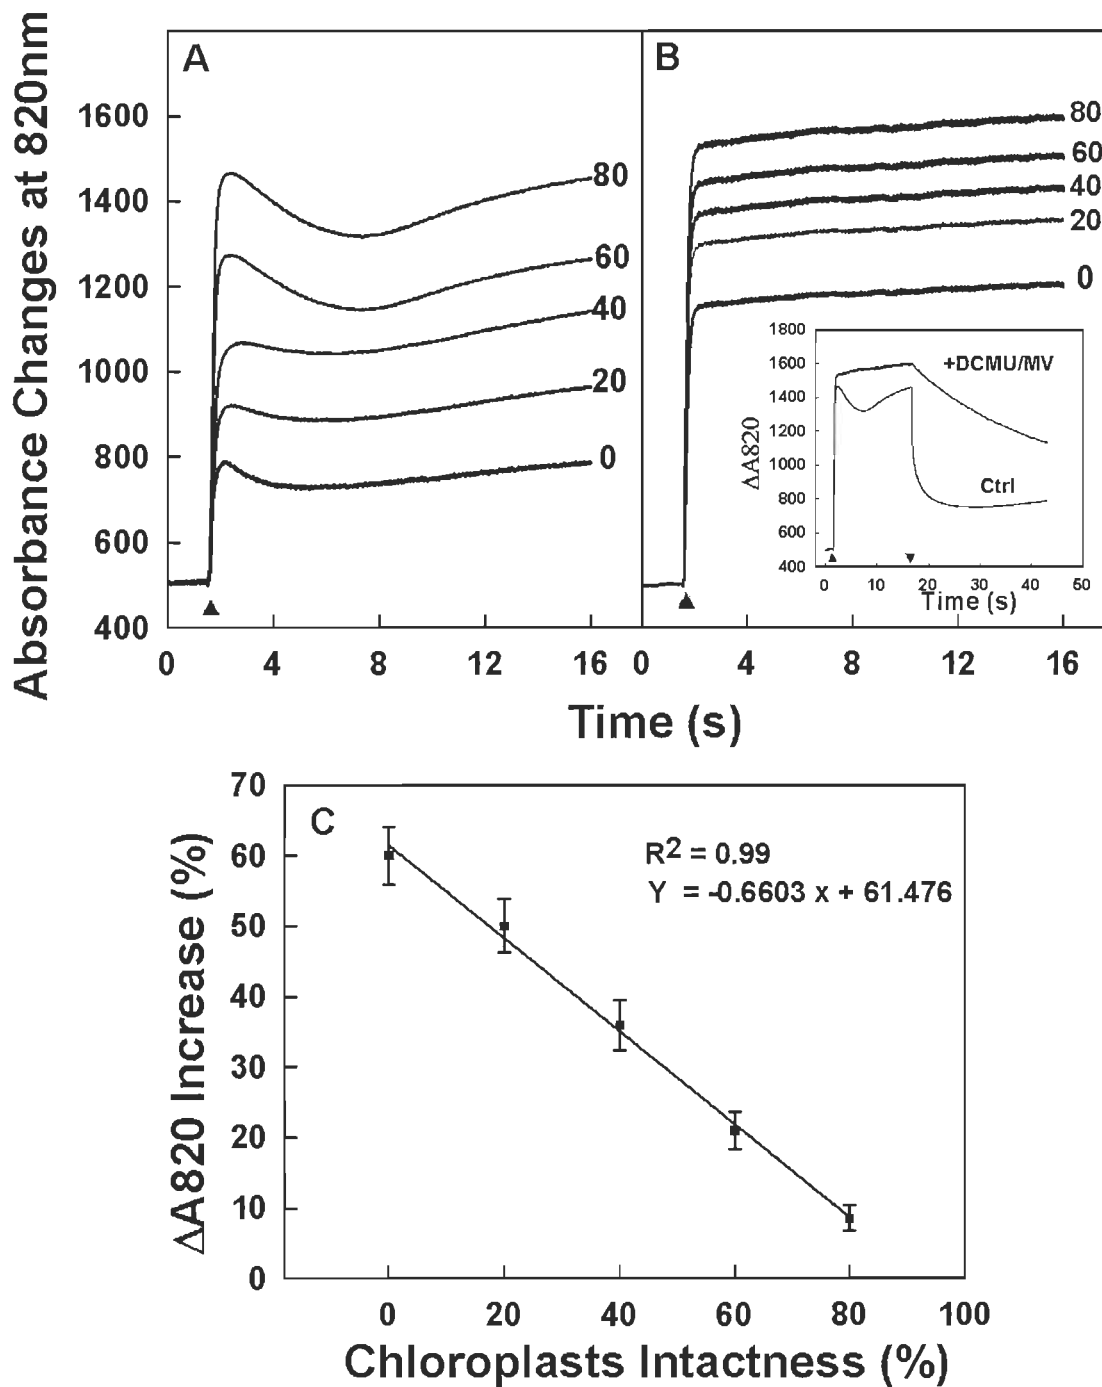 Absorbance Changes at 820nm
A
B
1600
1400
1200
1000
800
600
400
80
60
40
20
0
80
60
40
20
0
1800
1600
1400
1200
1000
800
600
400
ΔA820
+DCMU/MV
Ctrl
0 10 20 30 40 50
Time (s)
0 4 8 12 16
0 4 8 12 16
Time (s)
C
70
60
50
40
30
20
10
0
ΔA820 Increase (%)
R2 = 0.99
Y = -0.6603 x + 61.476
0 20 40 60 80 100
Chloroplasts Intactness (%)